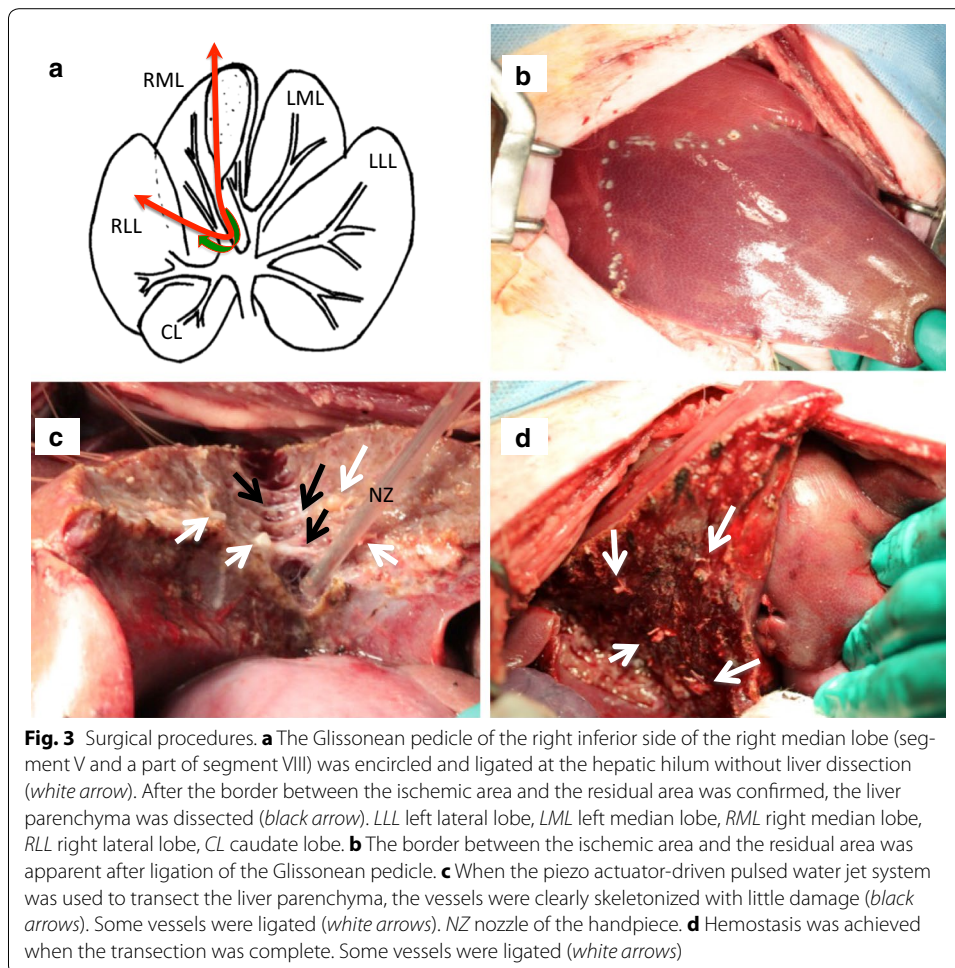 a
RML
LML
LLL
RLL
CL
b
c
NZ
d
Fig. 3 Surgical procedures. a The Glissonean pedicle of the right inferior side of the right median lobe (seg-
ment V and a part of segment VIII) was encircled and ligated at the hepatic hilum without liver dissection
(white arrow). After the border between the ischemic area and the residual area was confirmed, the liver
parenchyma was dissected (black arrow). LLL left lateral lobe, LML left median lobe, RML right median lobe,
RLL right lateral lobe, CL caudate lobe. b The border between the ischemic area and the residual area was
apparent after ligation of the Glissonean pedicle. c When the piezo actuator-driven pulsed water jet system
was used to transect the liver parenchyma, the vessels were clearly skeletonized with little damage (black
arrows). Some vessels were ligated (white arrows). NZ nozzle of the handpiece. d Hemostasis was achieved
when the transection was complete. Some vessels were ligated (white arrows)